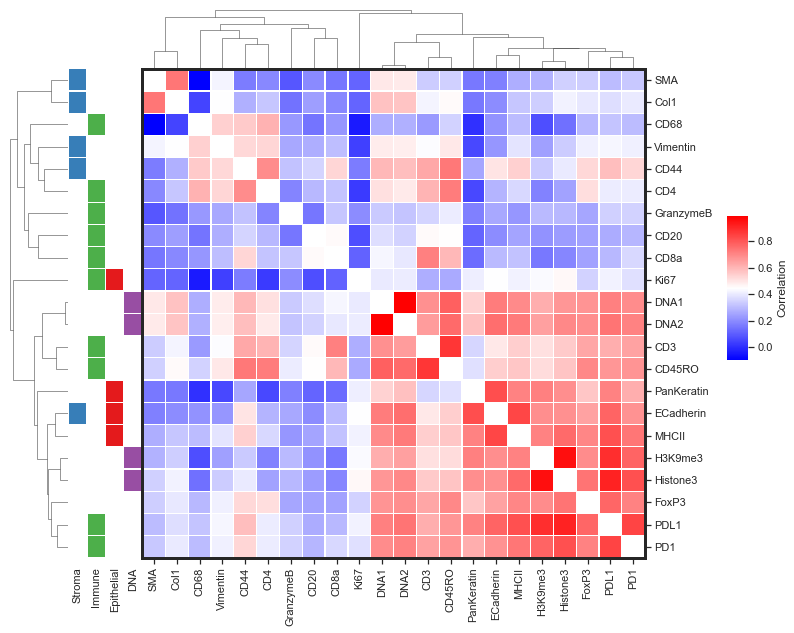 SMA
Col1
CD68
Vimentin
CD44
CD4
GranzymeB
CD20
CD8a
Ki67
DNA1
DNA2
CD3
CD45RO
PanKeratin
ECadherin
MHCII
H3K9me3
Histone3
FoxP3
PDL1
PD1
0.8
0.6
0.4
0.2
0.0
Correlation
Stroma
Immune
Epithelial
DNA
SMA
Col1
CD68
Vimentin
CD44
CD4
GranzymeB
CD20
CD8a
Ki67
DNA1
DNA2
CD3
CD45RO
PanKeratin
ECadherin
MHCII
H3K9me3
Histone3
FoxP3
PDL1
PD1